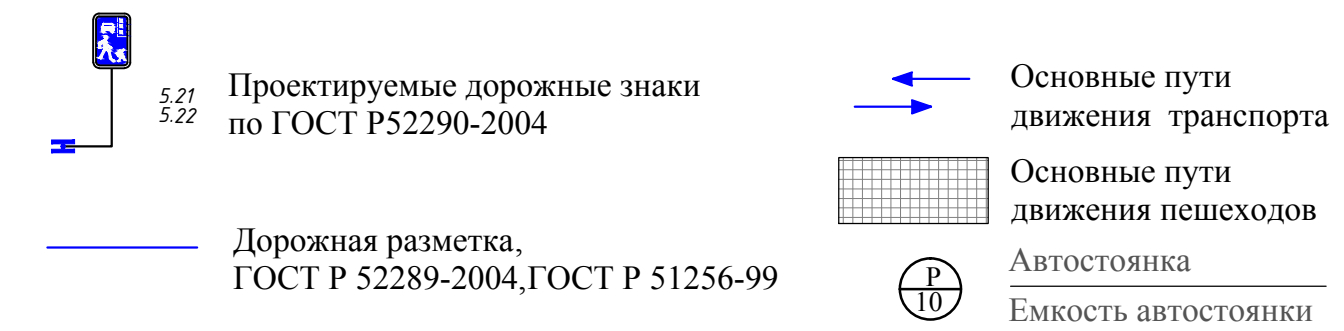 5.21
5.22
Проектируемые дорожные знаки
по ГОСТ Р52290-2004
Дорожная разметка,
ГОСТ Р 52289-2004,ГОСТ Р 51256-99
Основные пути
движения транспорта
Основные пути
движения пешеходов
Р
10
Автостоянка
Емкость автостоянки